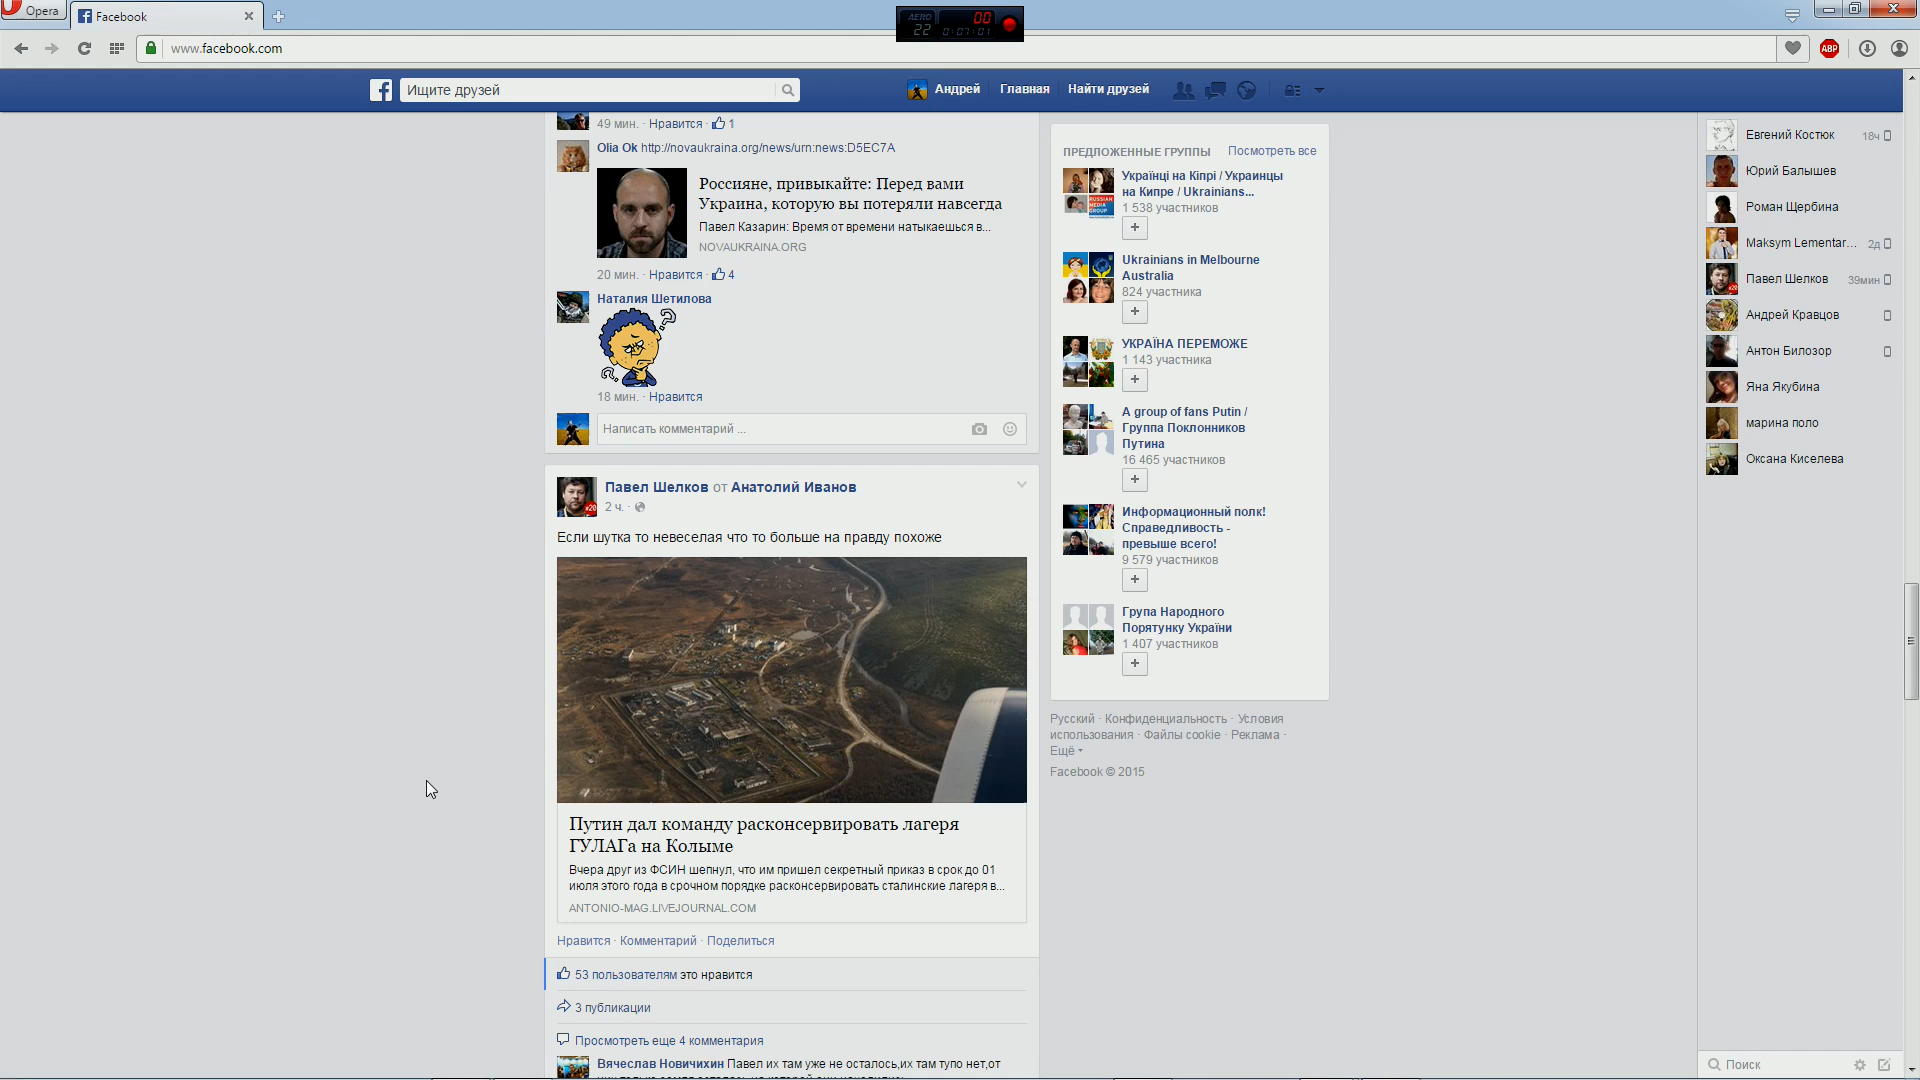 Opera
Facebook
AERO
22
00
0:07:01
www.facebook.com
ABP
Ищите друзей
Андрей
Главная
Найти друзей
49 мин. · Нравится · 1
Olia Ok http://novaukraina.org/news/urn:news:D5EC7A
Россияне, привыкайте: Перед вами
Украина, которую вы потеряли навсегда
Павел Казарин: Время от времени натыкаешься в...
NOVAUKRAINA.ORG
20 мин. · Нравится · 4
Наталия Шетилова
18 мин. · Нравится
Написать комментарий ...
Павел Шелков от Анатолий Иванов
2 ч. ·
Если шутка то невеселая что то больше на правду похоже
Путин дал команду расконсервировать лагеря
ГУЛАГа на Колыме
Вчера друг из ФСИН шепнул, что им пришел секретный приказ в срок до 01
июля этого года в срочном порядке расконсервировать сталинские лагеря в...
ANTONIO-MAG.LIVEJOURNAL.COM
Нравится · Комментарий · Поделиться
53 пользователям это нравится
3 публикации
Просмотреть еще 4 комментария
Вячеслав Новичихин Павел их там уже не осталось,их там тупо нет,от
ПРЕДЛОЖЕННЫЕ ГРУППЫ
Посмотреть все
Українці на Кіпрі / Украинцы
на Кипре / Ukrainians...
1 538 участников
Ukrainians in Melbourne
Australia
824 участника
УКРАЇНА ПЕРЕМОЖЕ
1 143 участника
A group of fans Putin /
Группа Поклонников
Путина
16 465 участников
Информационный полк!
Справедливость -
превыше всего!
9 579 участников
Група Народного
Порятунку України
1 407 участников
Русский · Конфиденциальность · Условия
использования · Файлы cookie · Реклама ·
Ещё
Facebook © 2015
Евгений Костюк 18ч
Юрий Балышев
Роман Щербина
Maksym Lementar... 2д
Павел Шелков 39мин
Андрей Кравцов
Антон Билозор
Яна Якубина
марина поло
Оксана Киселева
Поиск